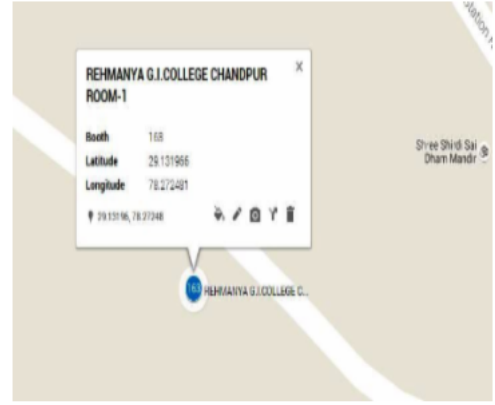 Station
REHMANYA G.I.COLLEGE CHANDPUR
ROOM-1
×
Booth 168
Latitude 29.131966
Longitude 78.272481
29.13196, 78.27248
Shree Shirdi Sai
Dham Mandir
REHMANYA G.I.COLLEGE C...